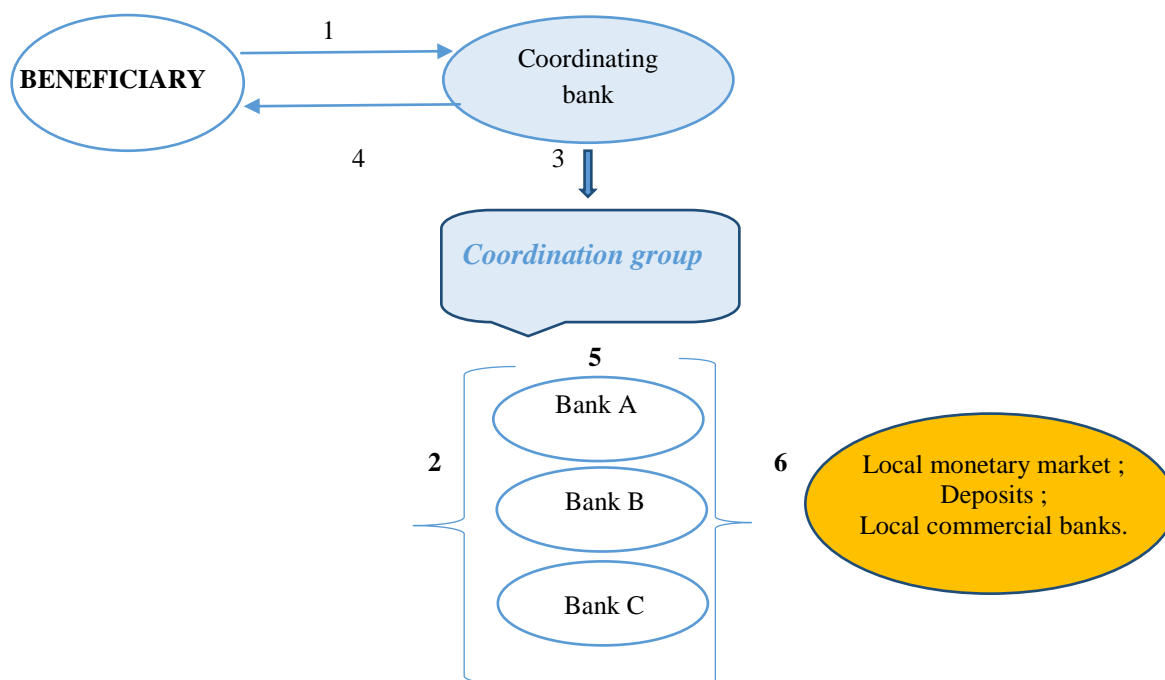 1
BENEFICIARY
Coordinating
bank
4
3
Coordination group
5
Bank A
2
6
Local monetary market ;
Deposits ;
Local commercial banks.
Bank B
Bank C